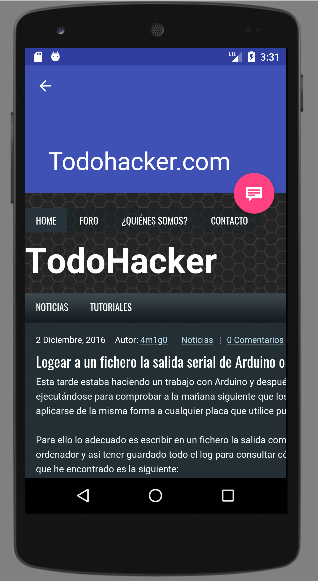 3:31
Todohacker.com
HOME FORO ¿QUIÉNES SOMOS? CONTACTO
TodoHacker
NOTICIAS TUTORIALES
2 Diciembre, 2016 Autor: 4m1g0 Noticias 0 Comentarios
Logear a un fichero la salida serial de Arduino o
Esta tarde estaba haciendo un trabajo con Arduino y despué
ejecutándose para comprobar a la mañana siguiente que los
aplicarse de la misma forma a cualquier placa que utilice pu
Para ello lo adecuado es escribir en un fichero la salida com
ordenador y asi tener guardado todo el log para consultar có
que he encontrado es la siguiente: